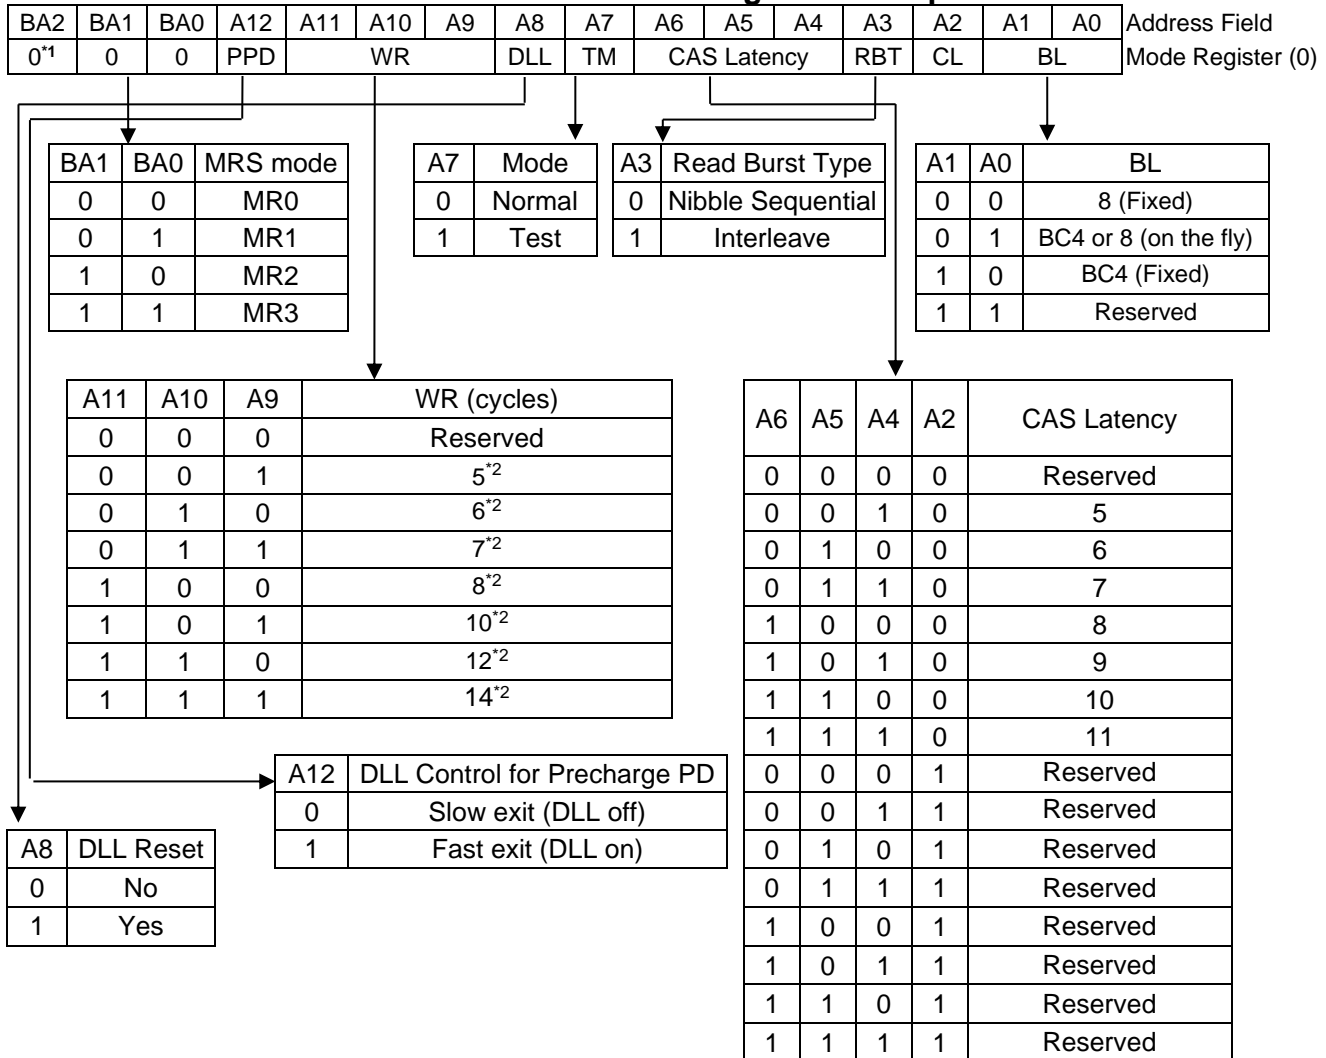 BA2 BA1 BA0 A12 A11 A10 A9 A8 A7 A6 A5 A4 A3 A2 A1 A0 Address Field
0*1 0 0 PPD WR DLL TM CAS Latency RBT CL BL Mode Register (0)
BA1 BA0 MRS mode
0 0 MR0
0 1 MR1
1 0 MR2
1 1 MR3
A7 Mode
0 Normal
1 Test
A3 Read Burst Type
0 Nibble Sequential
1 Interleave
A1 A0 BL
0 0 8 (Fixed)
0 1 BC4 or 8 (on the fly)
1 0 BC4 (Fixed)
1 1 Reserved
A11 A10 A9 WR (cycles)
0 0 0 Reserved
0 0 1 5*2
0 1 0 6*2
0 1 1 7*2
1 0 0 8*2
1 0 1 10*2
1 1 0 12*2
1 1 1 14*2
A6 A5 A4 A2 CAS Latency
0 0 0 0 Reserved
0 0 1 0 5
0 1 0 0 6
0 1 1 0 7
1 0 0 0 8
1 0 1 0 9
1 1 0 0 10
1 1 1 0 11
0 0 0 1 Reserved
0 0 1 1 Reserved
0 1 0 1 Reserved
0 1 1 1 Reserved
1 0 0 1 Reserved
1 0 1 1 Reserved
1 1 0 1 Reserved
1 1 1 1 Reserved
A12 DLL Control for Precharge PD
0 Slow exit (DLL off)
1 Fast exit (DLL on)
A8 DLL Reset
0 No
1 Yes